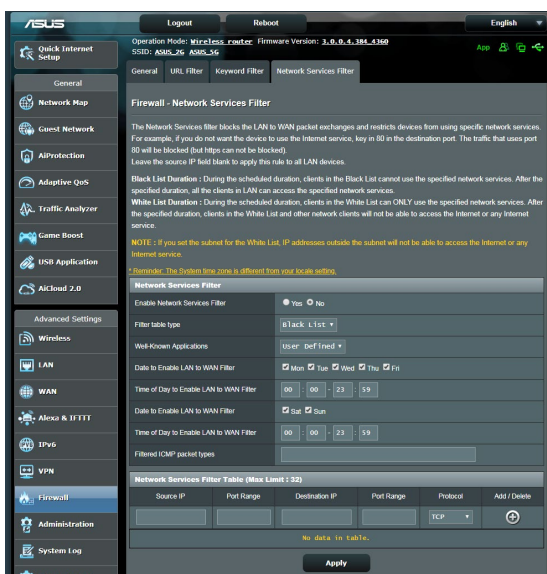 ASUS
Logout
Reboot
English
Operation Mode: Wireless router Firmware Version: 3.0.0.4.384_4360
SSID: ASUS_2G ASUS_5G
App
Quick Internet
Setup
General
Network Map
Guest Network
AiProtection
Adaptive QoS
Traffic Analyzer
Game Boost
USB Application
AiCloud 2.0
Advanced Settings
Wireless
LAN
WAN
Alexa & IFTTT
IPv6
VPN
Firewall
Administration
System Log
General
URL Filter
Keyword Filter
Network Services Filter
Firewall - Network Services Filter
The Network Services filter blocks the LAN to WAN packet exchanges and restricts devices from using specific network services.
For example, if you do not want the device to use the Internet service, key in 80 in the destination port. The traffic that uses port
80 will be blocked (but https can not be blocked).
Leave the source IP field blank to apply this rule to all LAN devices.
Black List Duration : During the scheduled duration, clients in the Black List cannot use the specified network services. After the
specified duration, all the clients in LAN can access the specified network services.
White List Duration : During the scheduled duration, clients in the White List can ONLY use the specified network services. After
the specified duration, clients in the White List and other network clients will not be able to access the Internet or any Internet
service.
NOTE : If you set the subnet for the White List, IP addresses outside the subnet will not be able to access the Internet or any
Internet service.
* Reminder: The System time zone is different from your locale setting.
Network Services Filter
Enable Network Services Filter
Yes No
Filter table type
Black List
Well-Known Applications
User Defined
Date to Enable LAN to WAN Filter
Mon Tue Wed Thu Fri
Time of Day to Enable LAN to WAN Filter
00 : 00 - 23 : 59
Date to Enable LAN to WAN Filter
Sat Sun
Time of Day to Enable LAN to WAN Filter
00 : 00 - 23 : 59
Filtered ICMP packet types
Network Services Filter Table (Max Limit : 32)
Source IP
Port Range
Destination IP
Port Range
Protocol
Add / Delete
TCP
No data in table.
Apply